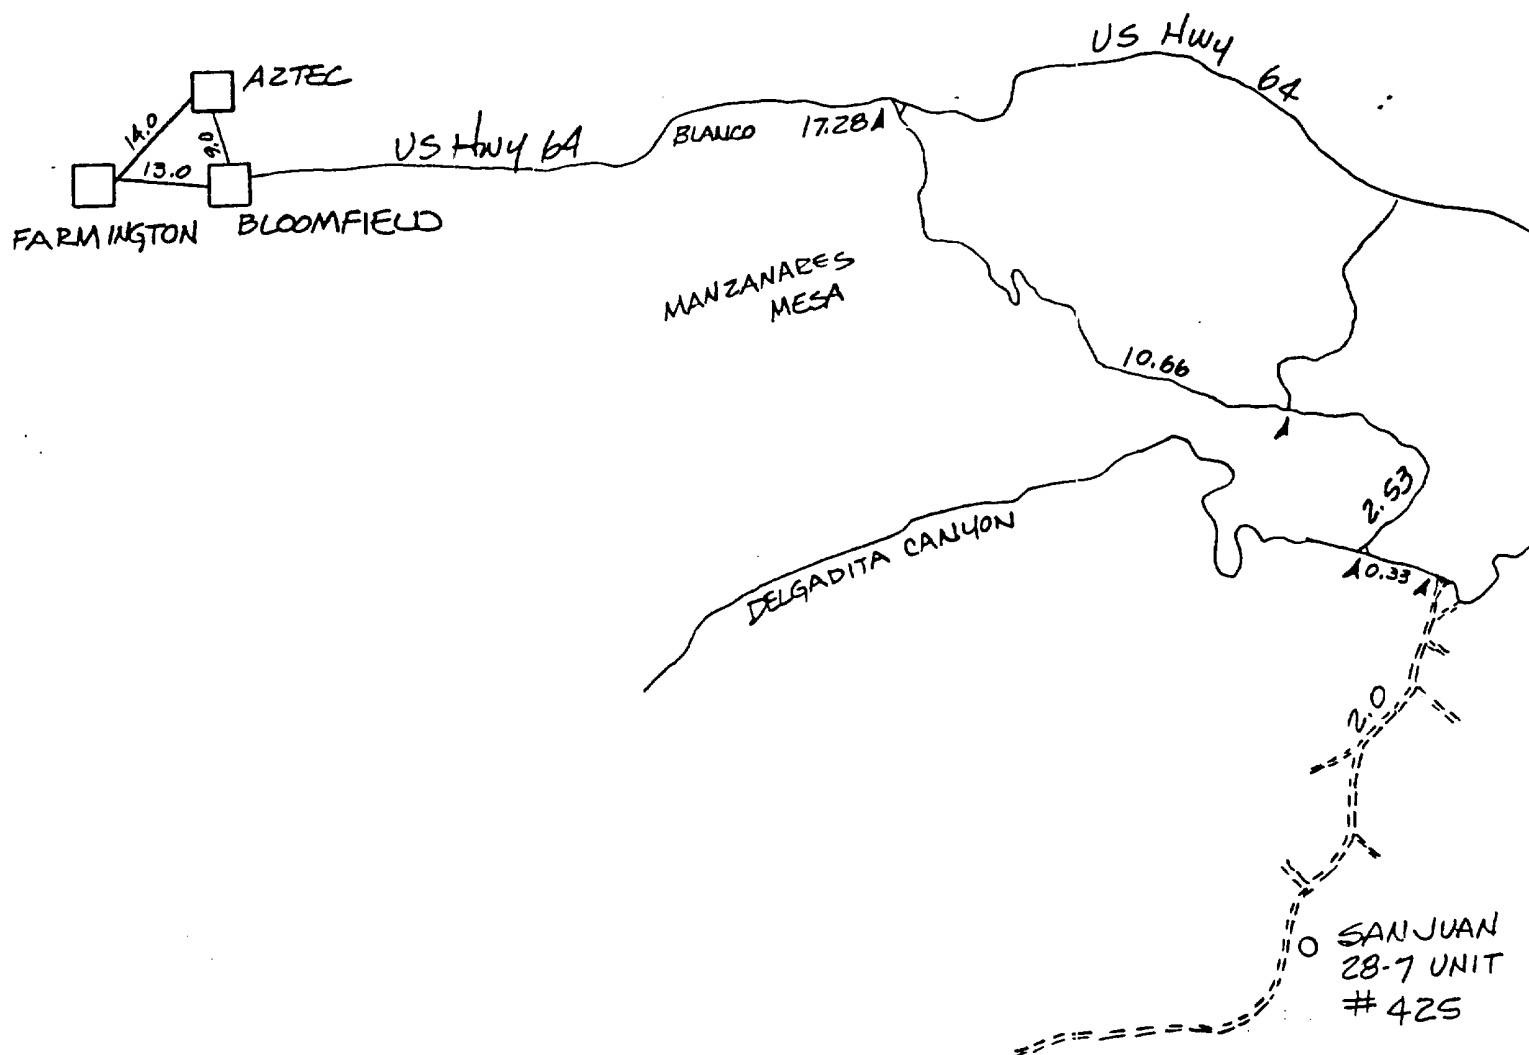 US HWY 64
AZTEC
14.0
9.0
13.0
FARMINGTON
BLOOMFIELD
US HWY 64
BLANCO
17.28
MANZANARES
MESA
10.66
2.53
DELGADITA CANYON
0.33
2.0
SAN JUAN
28-7 UNIT
# 425